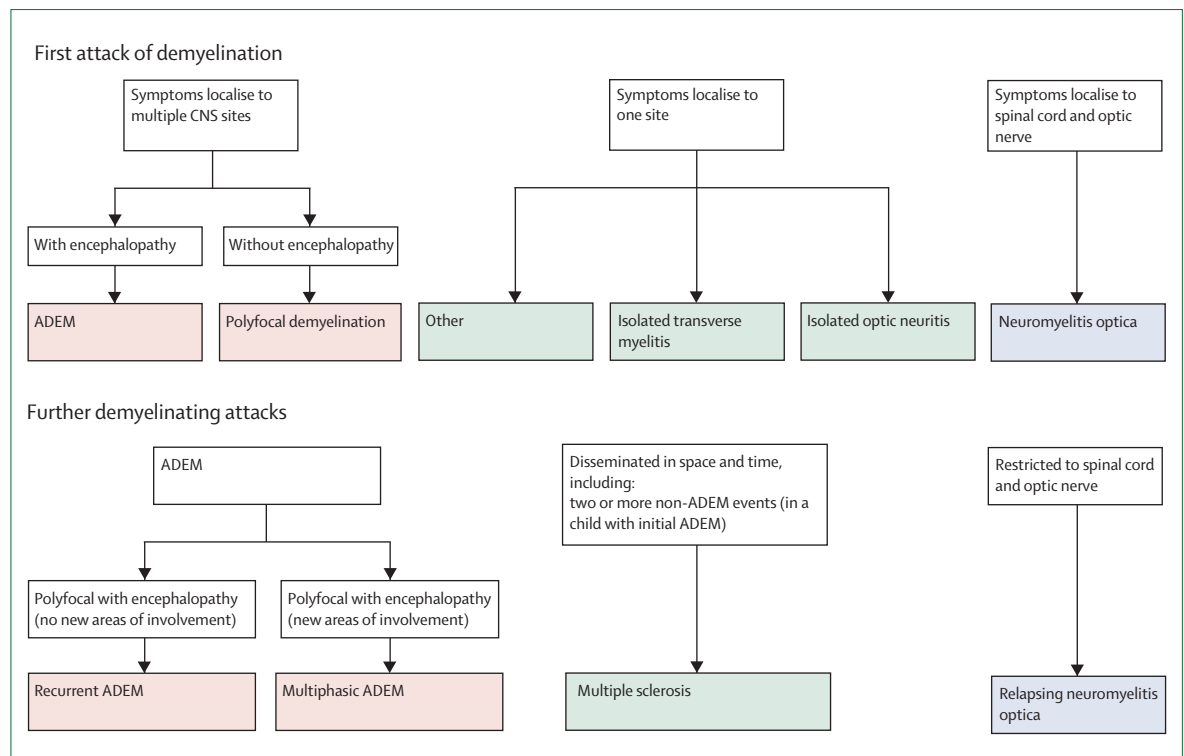 First attack of demyelination
Symptoms localise to
multiple CNS sites
Symptoms localise to
one site
Symptoms localise to
spinal cord and optic
nerve
With encephalopathy
Without encephalopathy
ADEM
Polyfocal demyelination
Other
Isolated transverse
myelitis
Isolated optic neuritis
Neuromyelitis optica
Further demyelinating attacks
ADEM
Disseminated in space and time,
including:
two or more non-ADEM events (in a
child with initial ADEM)
Restricted to spinal cord
and optic nerve
Polyfocal with encephalopathy
(no new areas of involvement)
Polyfocal with encephalopathy
(new areas of involvement)
Recurrent ADEM
Multiphasic ADEM
Multiple sclerosis
Relapsing neuromyelitis
optica